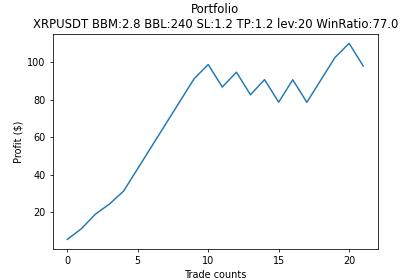 Portfolio
XRPUSDT BBM:2.8 BBL:240 SL:1.2 TP:1.2 lev:20 WinRatio:77.0
100
80
60
40
20
Profit ($)
0 5 10 15 20
Trade counts